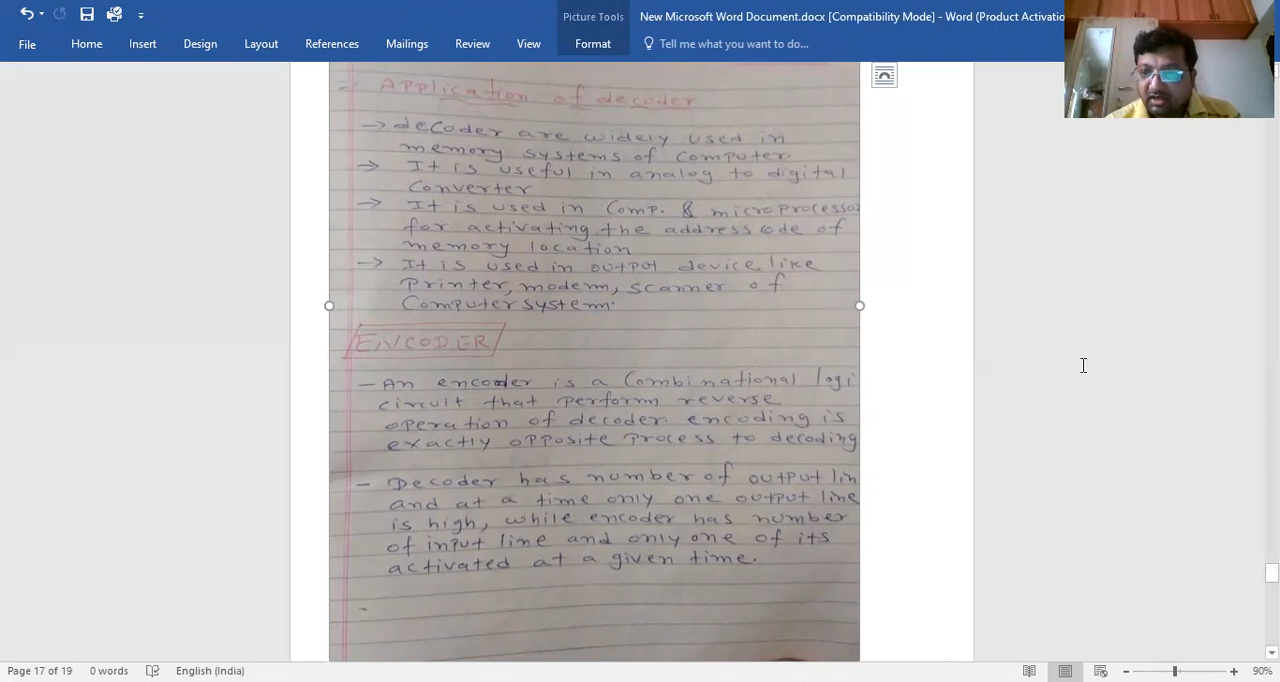 New Microsoft Word Document.docx [Compatibility Mode] - Word (Product Activatio
Picture Tools
File Home Insert Design Layout References Mailings Review View Format Tell me what you want to do...
→ Application of decoder
→ decoder are widely used in
memory systems of computer.
→ It is useful in analog to digital
converter
→ It is used in Comp. & microprocessor
for activating the address code of
memory location
→ It is used in output device like
Printer, modem, scanner of
Computer system.
ENCODER
- An encoder is a Combinational logi
circuit that perform reverse
operation of decoder. encoding is
exactly opposite process to decoding
- Decoder has number of output lin
and at a time only one output line
is high, while encoder has number
of input line and only one of its
activated at a given time.
-
Page 17 of 19 0 words English (India) 90%